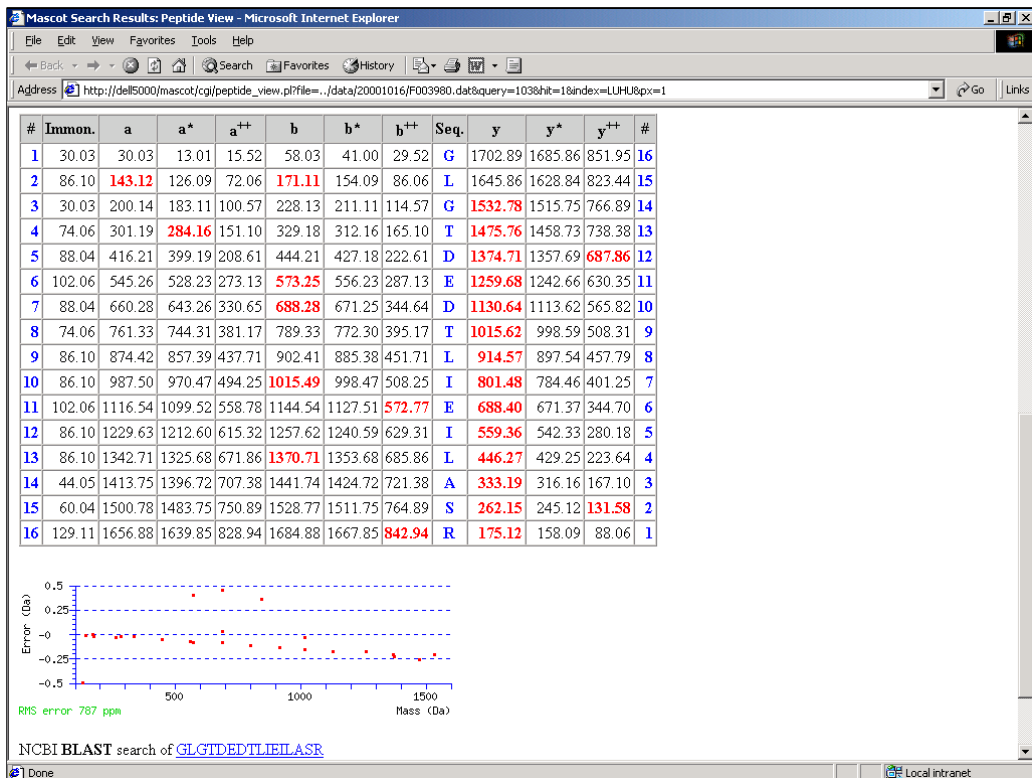 Mascot Search Results: Peptide View - Microsoft Internet Explorer
File Edit View Favorites Tools Help
Back Search Favorites History
Address http://dell5000/mascot/cgi/peptide_view.pl?file=../data/20001016/F003980.dat&query=103&hit=1&index=LUHU&px=1 Go Links
# Immon. a a* a++ b b* b++ Seq. y y* y++ #
1 30.03 30.03 13.01 15.52 58.03 41.00 29.52 G 1702.89 1685.86 851.95 16
2 86.10 143.12 126.09 72.06 171.11 154.09 86.06 L 1645.86 1628.84 823.44 15
3 30.03 200.14 183.11 100.57 228.13 211.11 114.57 G 1532.78 1515.75 766.89 14
4 74.06 301.19 284.16 151.10 329.18 312.16 165.10 T 1475.76 1458.73 738.38 13
5 88.04 416.21 399.19 208.61 444.21 427.18 222.61 D 1374.71 1357.69 687.86 12
6 102.06 545.26 528.23 273.13 573.25 556.23 287.13 E 1259.68 1242.66 630.35 11
7 88.04 660.28 643.26 330.65 688.28 671.25 344.64 D 1130.64 1113.62 565.82 10
8 74.06 761.33 744.31 381.17 789.33 772.30 395.17 T 1015.62 998.59 508.31 9
9 86.10 874.42 857.39 437.71 902.41 885.38 451.71 L 914.57 897.54 457.79 8
10 86.10 987.50 970.47 494.25 1015.49 998.47 508.25 I 801.48 784.46 401.25 7
11 102.06 1116.54 1099.52 558.78 1144.54 1127.51 572.77 E 688.40 671.37 344.70 6
12 86.10 1229.63 1212.60 615.32 1257.62 1240.59 629.31 I 559.36 542.33 280.18 5
13 86.10 1342.71 1325.68 671.86 1370.71 1353.68 685.86 L 446.27 429.25 223.64 4
14 44.05 1413.75 1396.72 707.38 1441.74 1424.72 721.38 A 333.19 316.16 167.10 3
15 60.04 1500.78 1483.75 750.89 1528.77 1511.75 764.89 S 262.15 245.12 131.58 2
16 129.11 1656.88 1639.85 828.94 1684.88 1667.85 842.94 R 175.12 158.09 88.06 1
0.5
0.25
-0
-0.25
-0.5
Error (Da)
500 1000 1500
RMS error 787 ppm Mass (Da)
NCBI BLAST search of GLGTDEDTLIEILASR
Done Local intranet